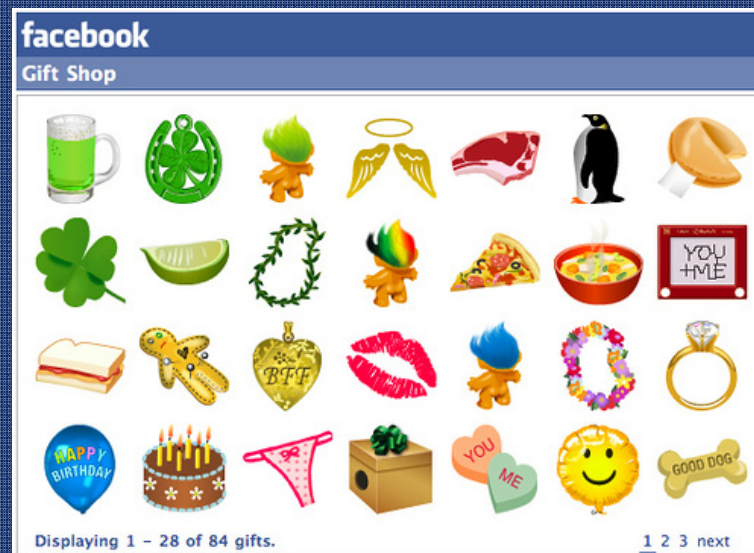 facebook
Gift Shop
YOU
+ME
BFF
HAPPY
BIRTHDAY
YOU
ME
GOOD DOG
Displaying 1 - 28 of 84 gifts.
1 2 3 next